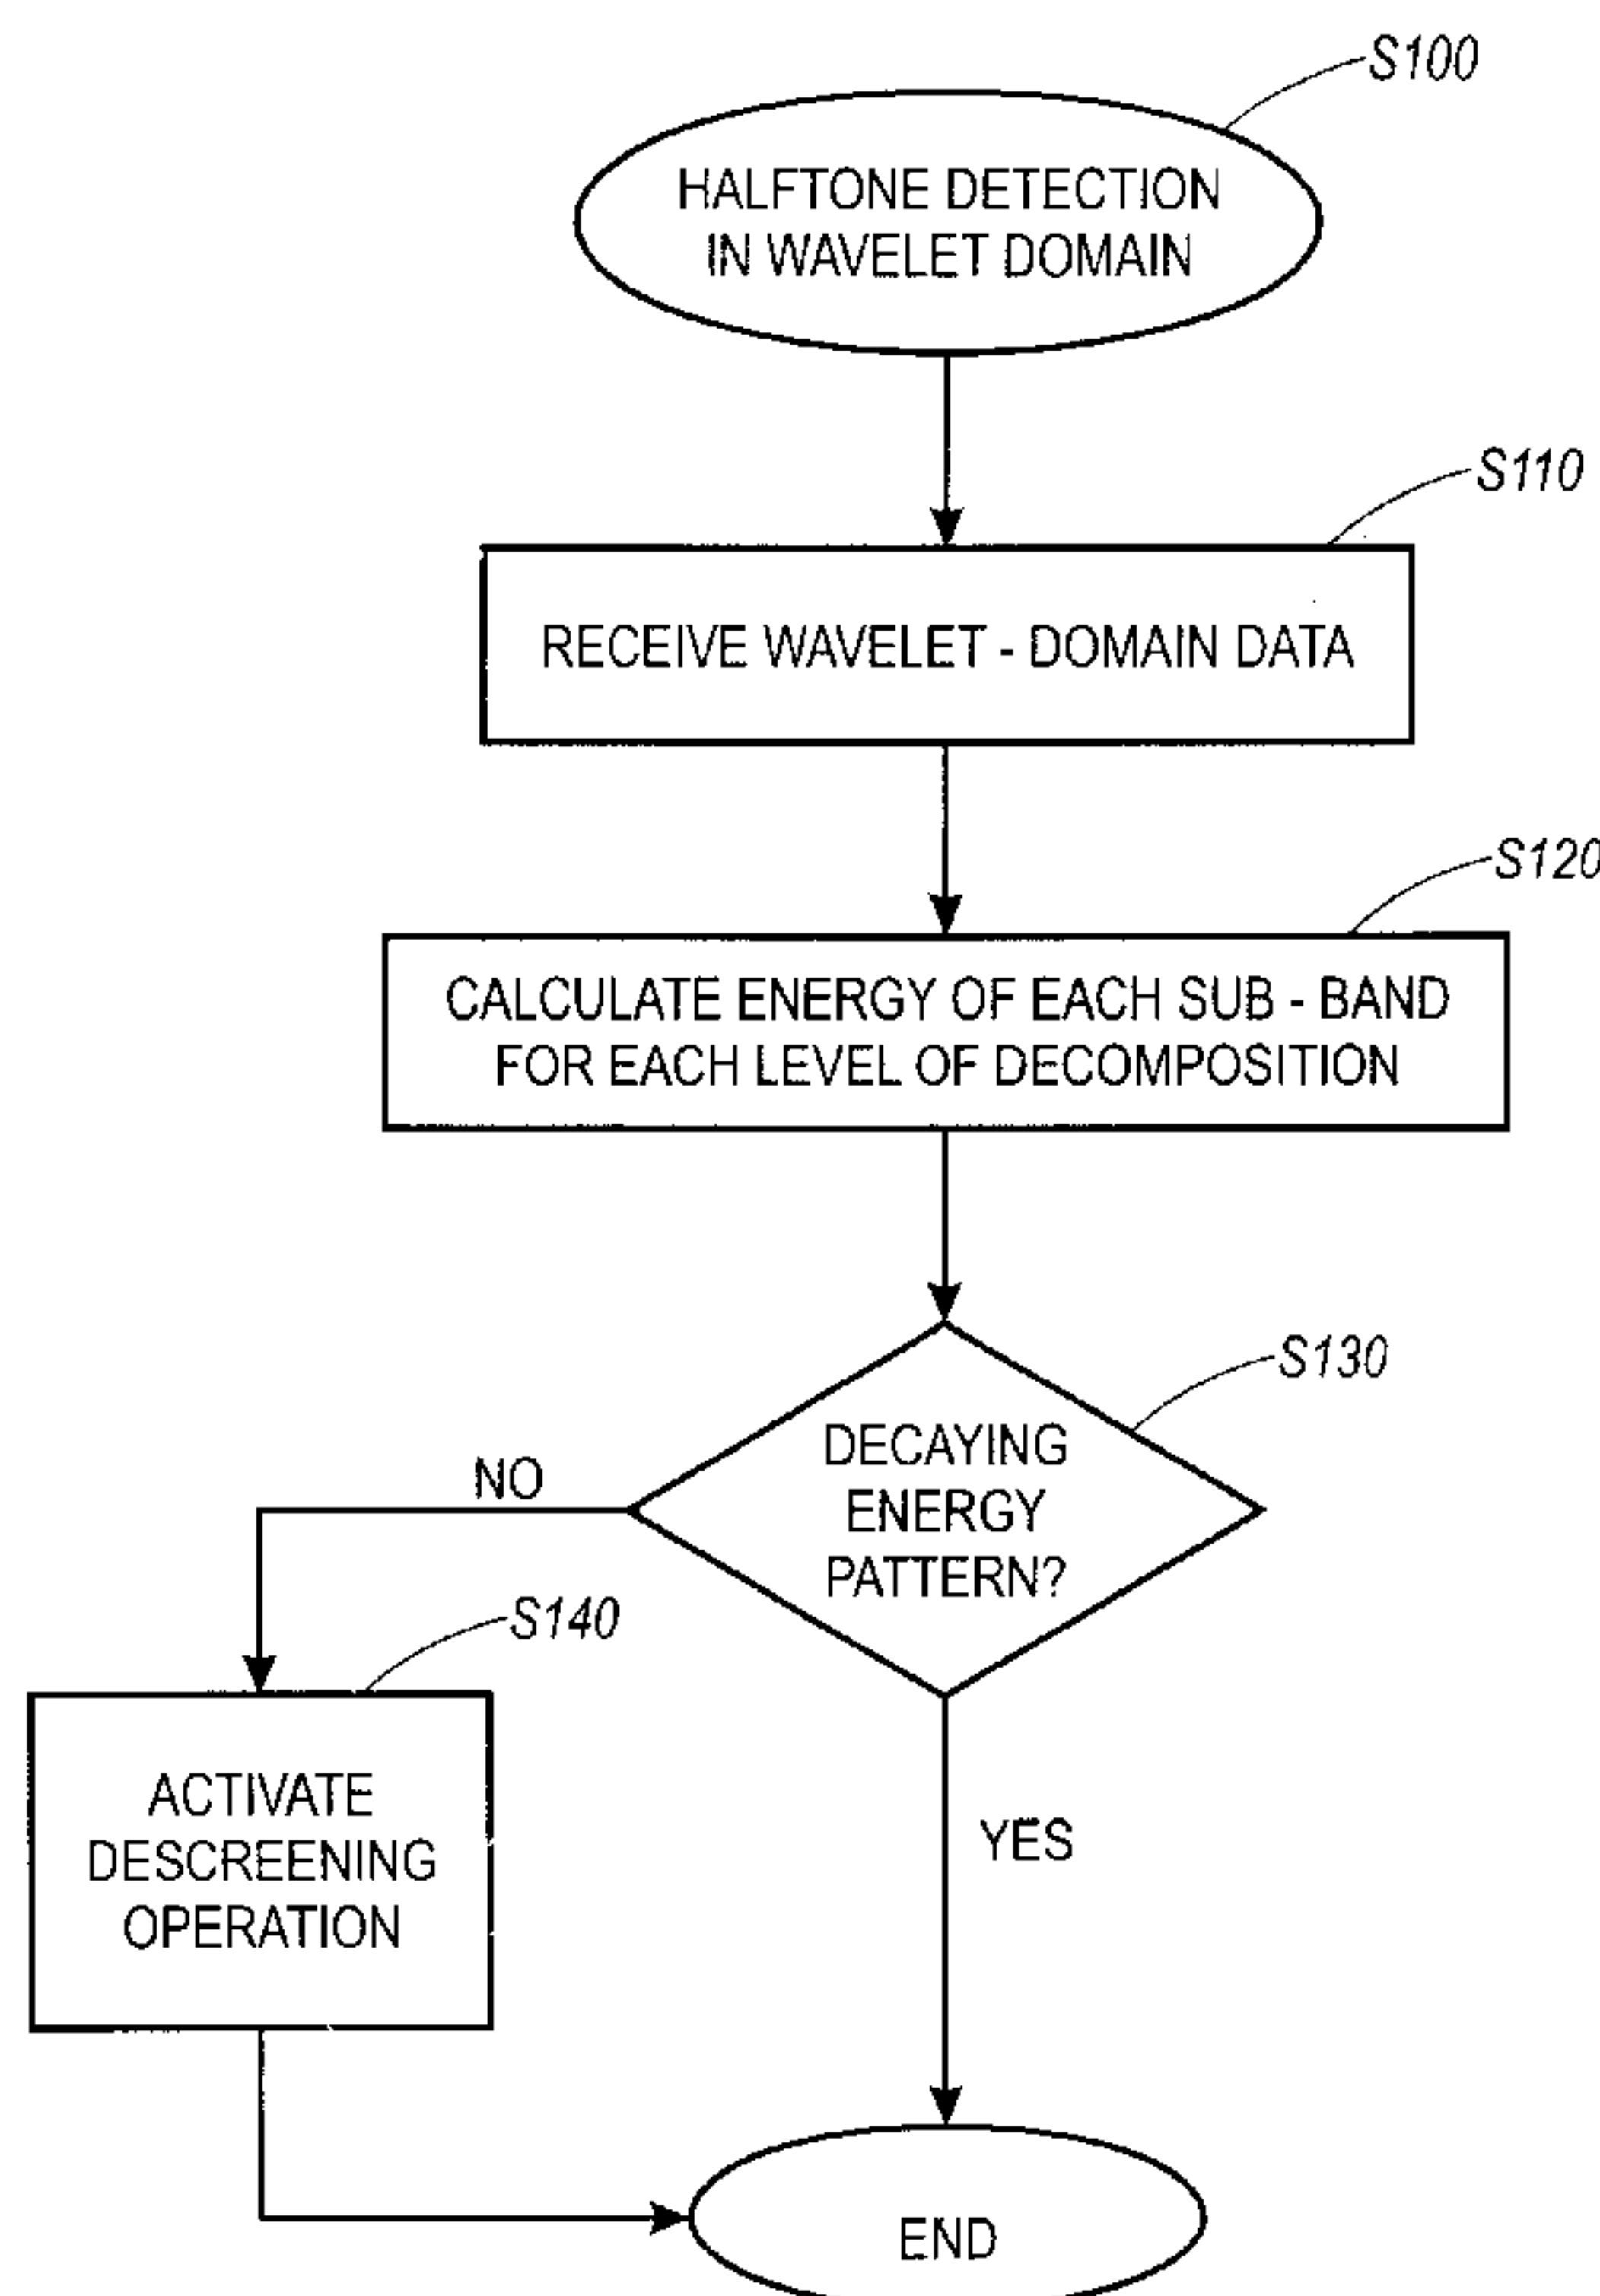 S100
HALFTONE DETECTION
IN WAVELET DOMAIN
S110
RECEIVE WAVELET - DOMAIN DATA
S120
CALCULATE ENERGY OF EACH SUB - BAND
FOR EACH LEVEL OF DECOMPOSITION
S130
DECAYING
ENERGY
PATTERN?
NO
S140
ACTIVATE
DESCREENING
OPERATION
YES
END